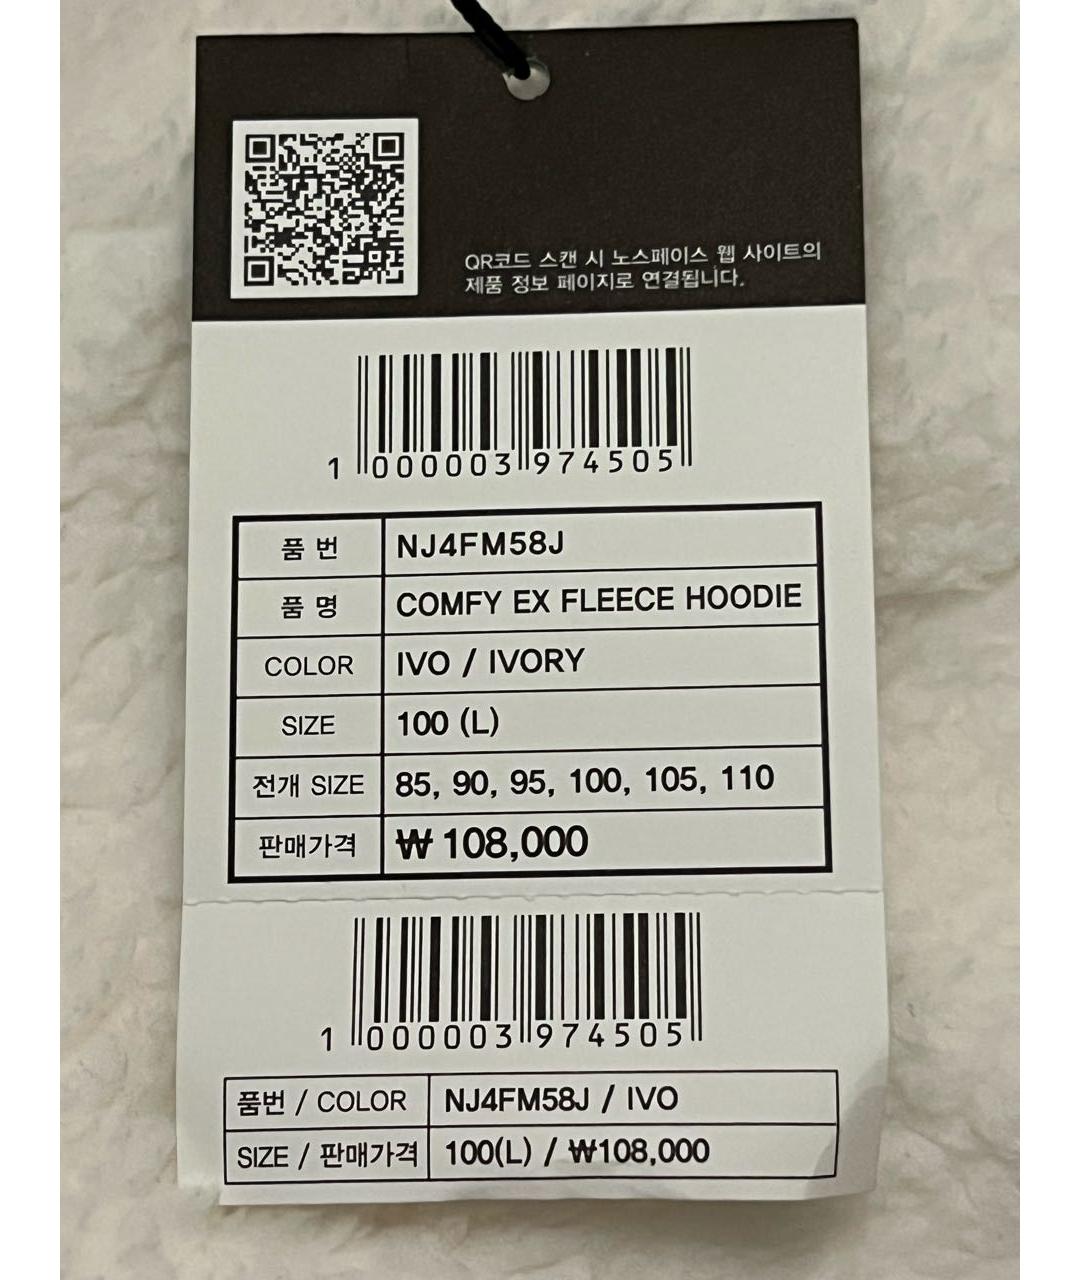 QR코드 스캔 시 노스페이스 웹 사이트의
제품 정보 페이지로 연결됩니다.
1 000003 974505
품 번 NJ4FM58J
품 명 COMFY EX FLEECE HOODIE
COLOR IVO / IVORY
SIZE 100 (L)
전개 SIZE 85, 90, 95, 100, 105, 110
판매가격 ₩ 108,000
1 000003 974505
품번 / COLOR NJ4FM58J / IVO
SIZE / 판매가격 100(L) / ₩108,000